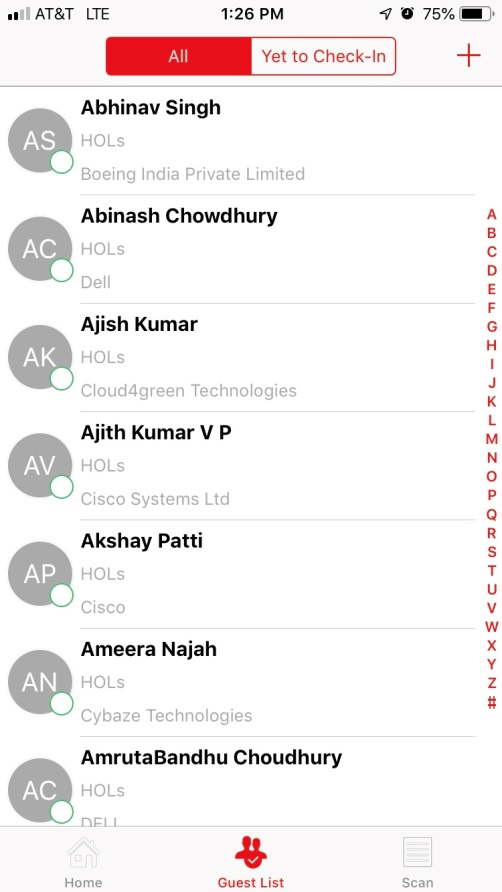 AT&T LTE 1:26 PM 75%
All Yet to Check-In +
AS
Abhinav Singh
HOLs
Boeing India Private Limited
AC
Abinash Chowdhury
HOLs
Dell
AK
Ajish Kumar
HOLs
Cloud4green Technologies
AV
Ajith Kumar V P
HOLs
Cisco Systems Ltd
AP
Akshay Patti
HOLs
Cisco
AN
Ameera Najah
HOLs
Cybaze Technologies
AC
AmrutaBandhu Choudhury
HOLs
DELL
A
B
C
D
E
F
G
H
I
J
K
L
M
N
O
P
Q
R
S
T
U
V
W
X
Y
Z
#
Home Guest List Scan